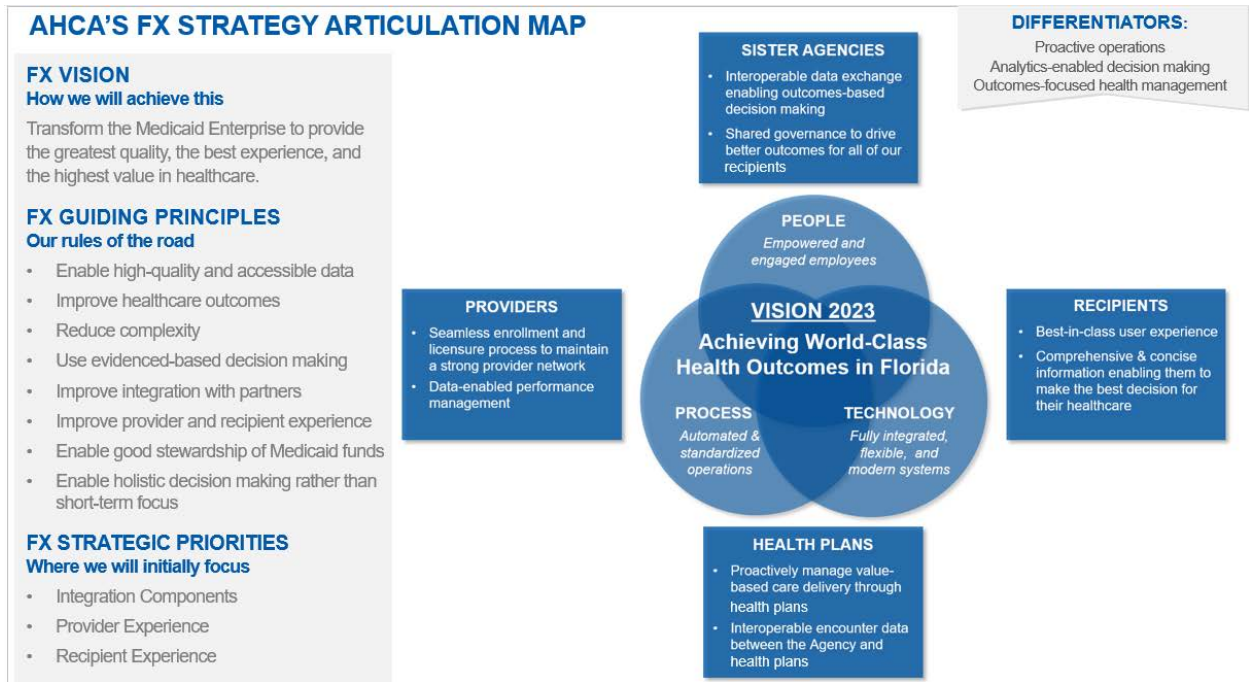 AHCA'S FX STRATEGY ARTICULATION MAP
FX VISION
How we will achieve this
Transform the Medicaid Enterprise to provide
the greatest quality, the best experience, and
the highest value in healthcare.
FX GUIDING PRINCIPLES
Our rules of the road
• Enable high-quality and accessible data
• Improve healthcare outcomes
• Reduce complexity
• Use evidenced-based decision making
• Improve integration with partners
• Improve provider and recipient experience
• Enable good stewardship of Medicaid funds
• Enable holistic decision making rather than
short-term focus
FX STRATEGIC PRIORITIES
Where we will initially focus
• Integration Components
• Provider Experience
• Recipient Experience
SISTER AGENCIES
• Interoperable data exchange
enabling outcomes-based
decision making
• Shared governance to drive
better outcomes for all of our
recipients
DIFFERENTIATORS:
Proactive operations
Analytics-enabled decision making
Outcomes-focused health management
PROVIDERS
• Seamless enrollment and
licensure process to maintain
a strong provider network
• Data-enabled performance
management
PEOPLE
Empowered and
engaged employees
VISION 2023
Achieving World-Class
Health Outcomes in Florida
PROCESS
Automated &
standardized
operations
TECHNOLOGY
Fully integrated,
flexible, and
modern systems
RECIPIENTS
• Best-in-class user experience
• Comprehensive & concise
information enabling them to
make the best decision for
their healthcare
HEALTH PLANS
• Proactively manage value-
based care delivery through
health plans
• Interoperable encounter data
between the Agency and
health plans